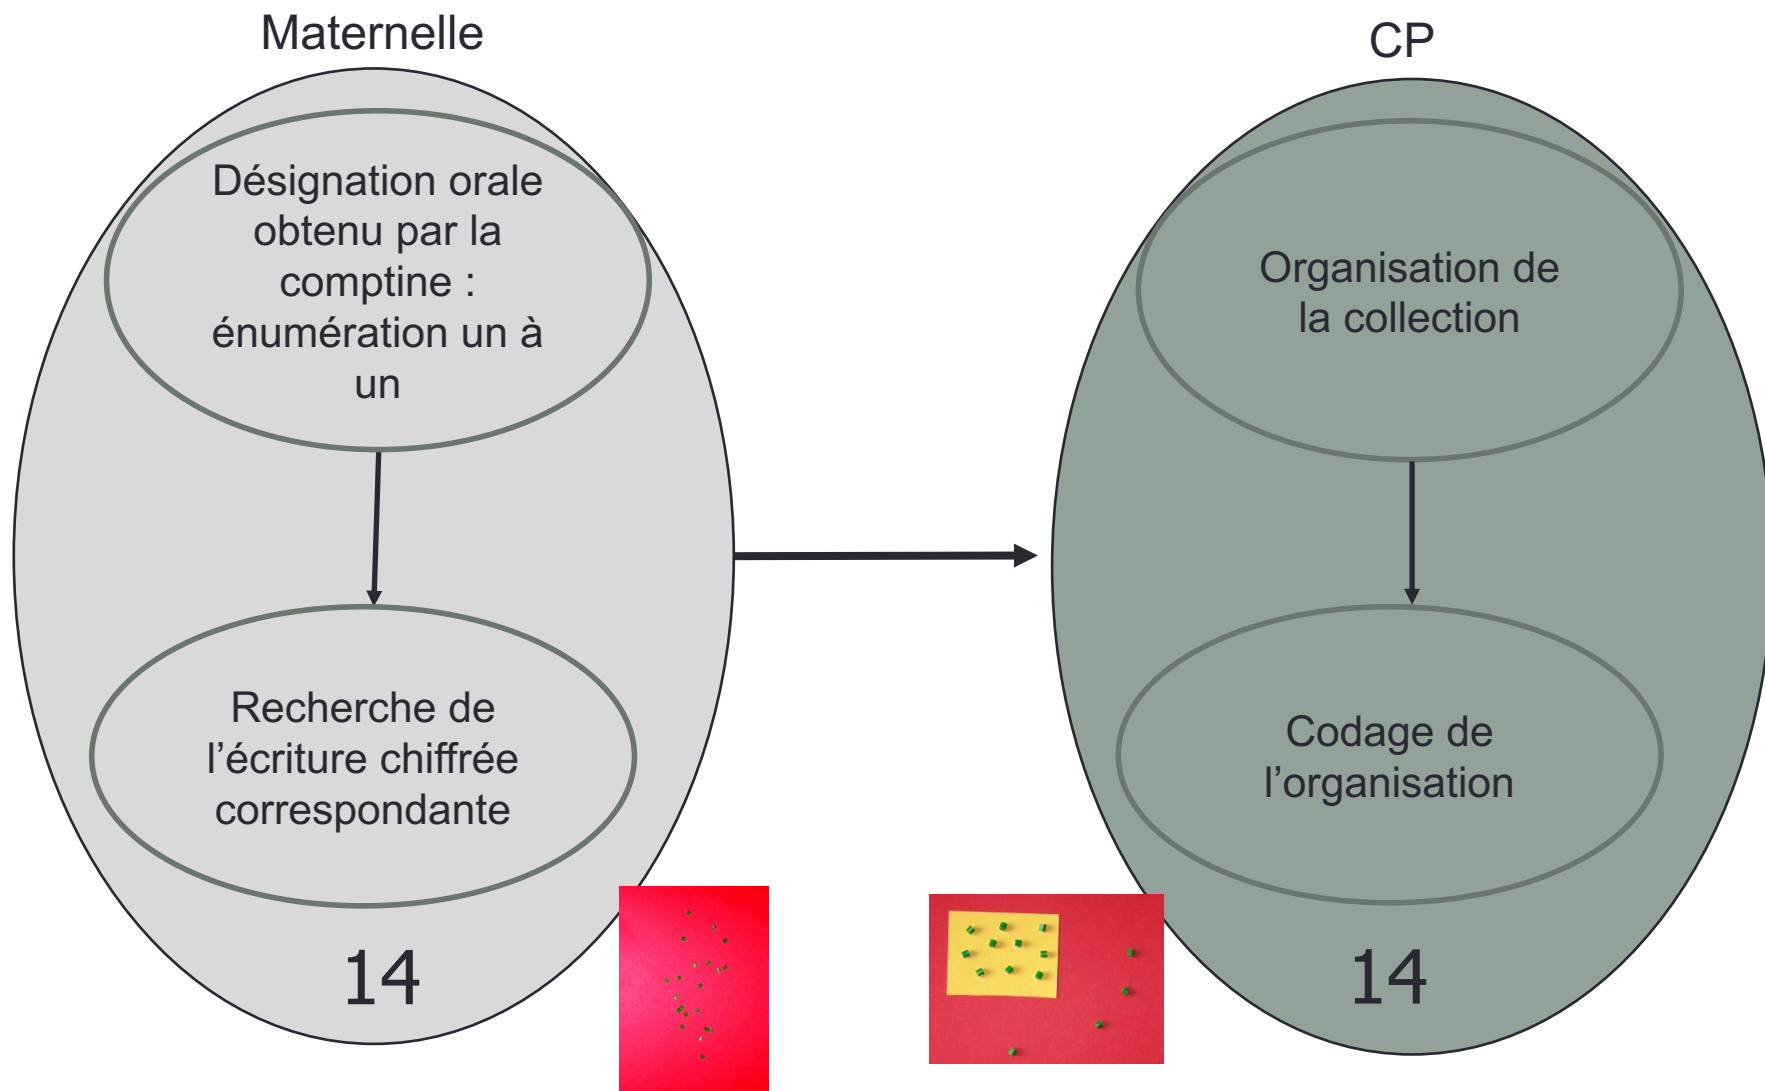 Maternelle
Désignation orale
obtenu par la
comptine :
énumération un à
un
Recherche de
l’écriture chiffrée
correspondante
14
CP
Organisation de
la collection
Codage de
l’organisation
14